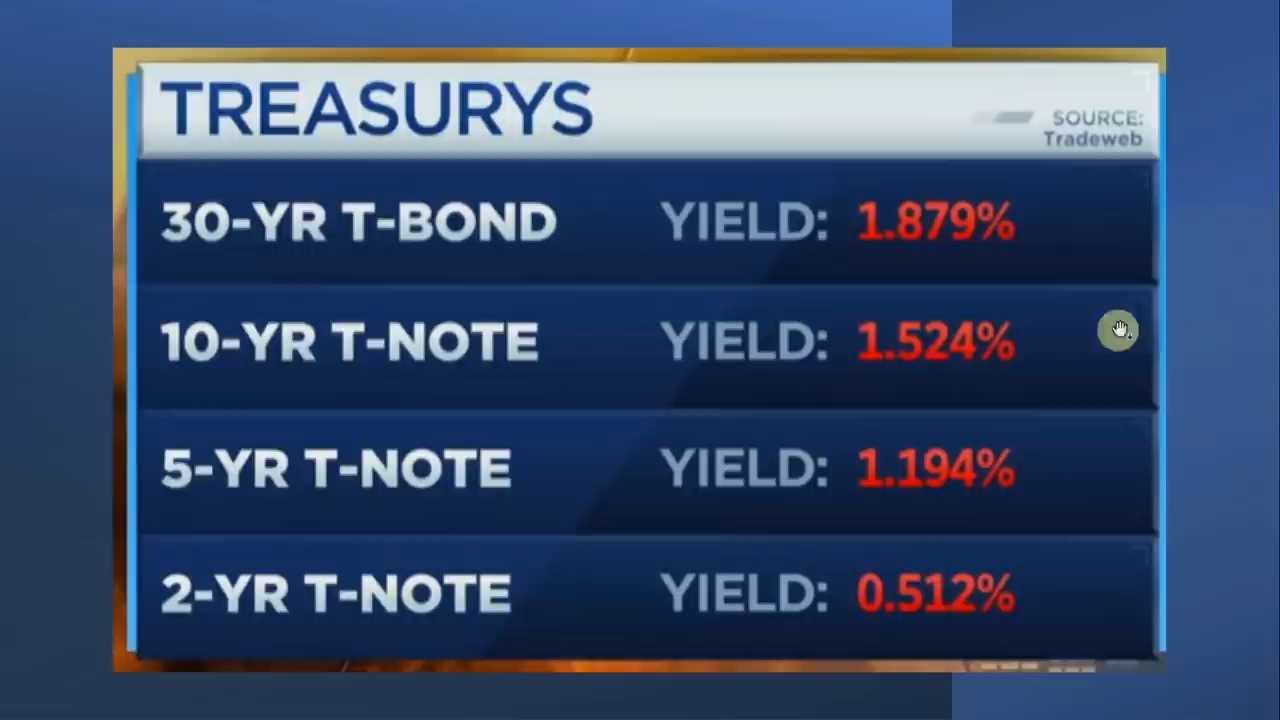 TREASURYS
SOURCE:
Tradeweb
30-YR T-BOND YIELD: 1.879%
10-YR T-NOTE YIELD: 1.524%
5-YR T-NOTE YIELD: 1.194%
2-YR T-NOTE YIELD: 0.512%